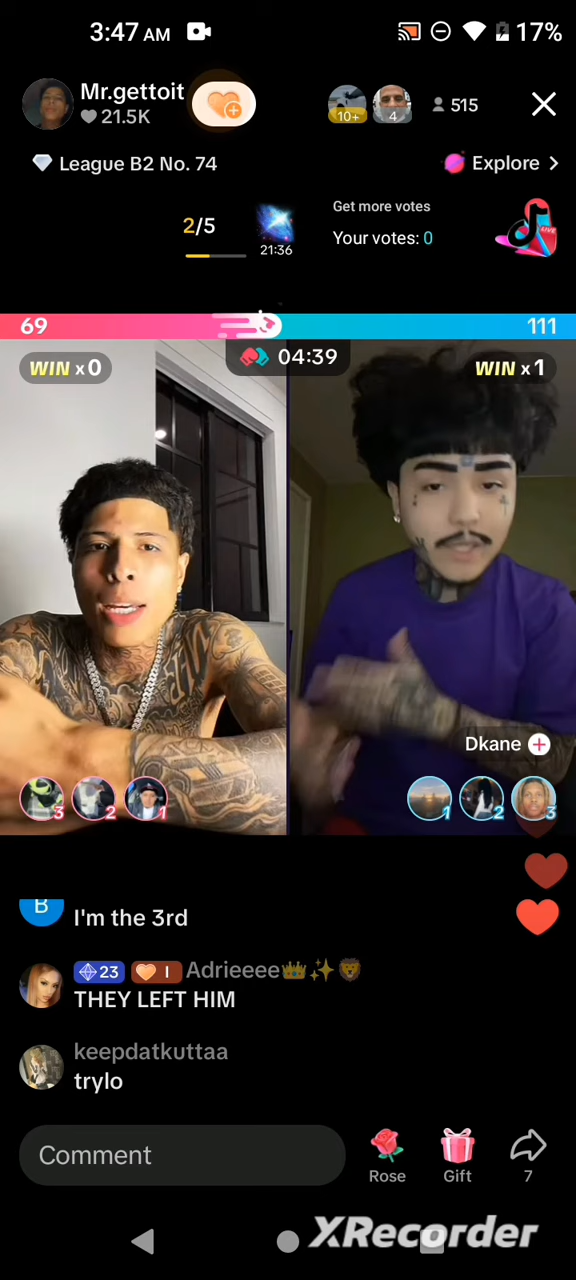 3:47 AM
17%
Mr.gettoit
21.5K
10+
4
515
League B2 No. 74
Explore >
2/5
21:36
Get more votes
Your votes: 0
LIVE
69
111
WIN x0
04:39
WIN x1
Dkane +
3
2
1
1
2
3
B
I'm the 3rd
23
I
Adrieeee
THEY LEFT HIM
keepdatkuttaa
trylo
Comment
Rose
Gift
7
XRecorder